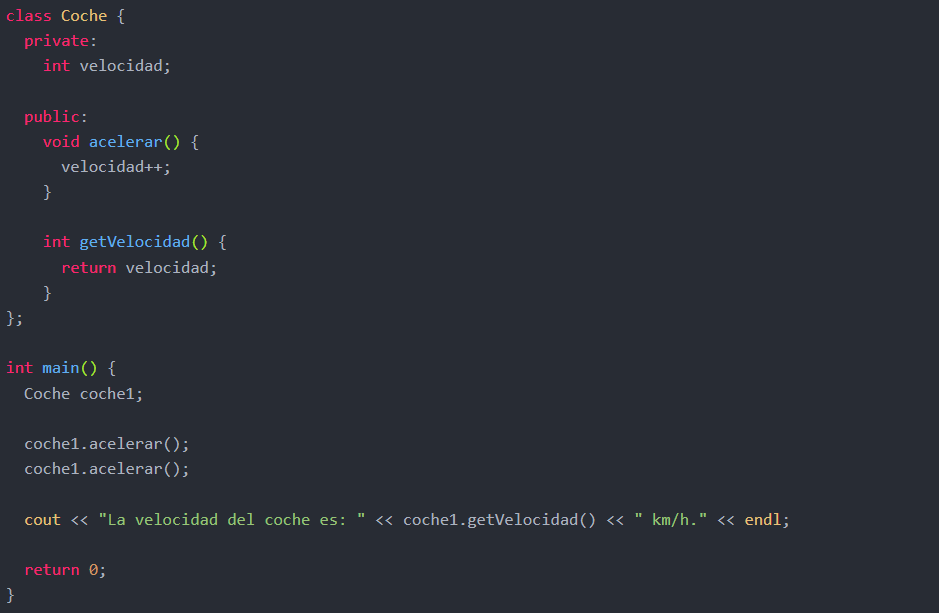 class Coche {
  private:
    int velocidad;

  public:
    void acelerar() {
      velocidad++;
    }

    int getVelocidad() {
      return velocidad;
    }
};

int main() {
  Coche coche1;

  coche1.acelerar();
  coche1.acelerar();

  cout << "La velocidad del coche es: " << coche1.getVelocidad() << " km/h." << endl;

  return 0;
}